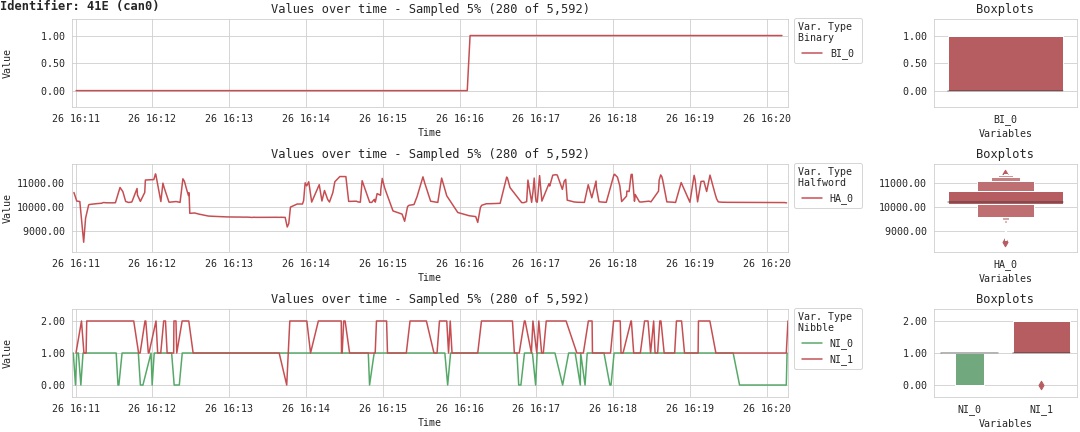 Identifier: 41E (can0)
Values over time - Sampled 5% (280 of 5,592)
Boxplots
Value
1.00
0.50
0.00
26 16:11 26 16:12 26 16:13 26 16:14 26 16:15 26 16:16 26 16:17 26 16:18 26 16:19 26 16:20
Time
Var. Type
Binary
BI_0
1.00
0.50
0.00
BI_0
Variables
Values over time - Sampled 5% (280 of 5,592)
Boxplots
Value
11000.00
10000.00
9000.00
26 16:11 26 16:12 26 16:13 26 16:14 26 16:15 26 16:16 26 16:17 26 16:18 26 16:19 26 16:20
Time
Var. Type
Halfword
HA_0
11000.00
10000.00
9000.00
HA_0
Variables
Values over time - Sampled 5% (280 of 5,592)
Boxplots
Value
2.00
1.00
0.00
26 16:11 26 16:12 26 16:13 26 16:14 26 16:15 26 16:16 26 16:17 26 16:18 26 16:19 26 16:20
Time
Var. Type
Nibble
NI_0
NI_1
2.00
1.00
0.00
NI_0 NI_1
Variables